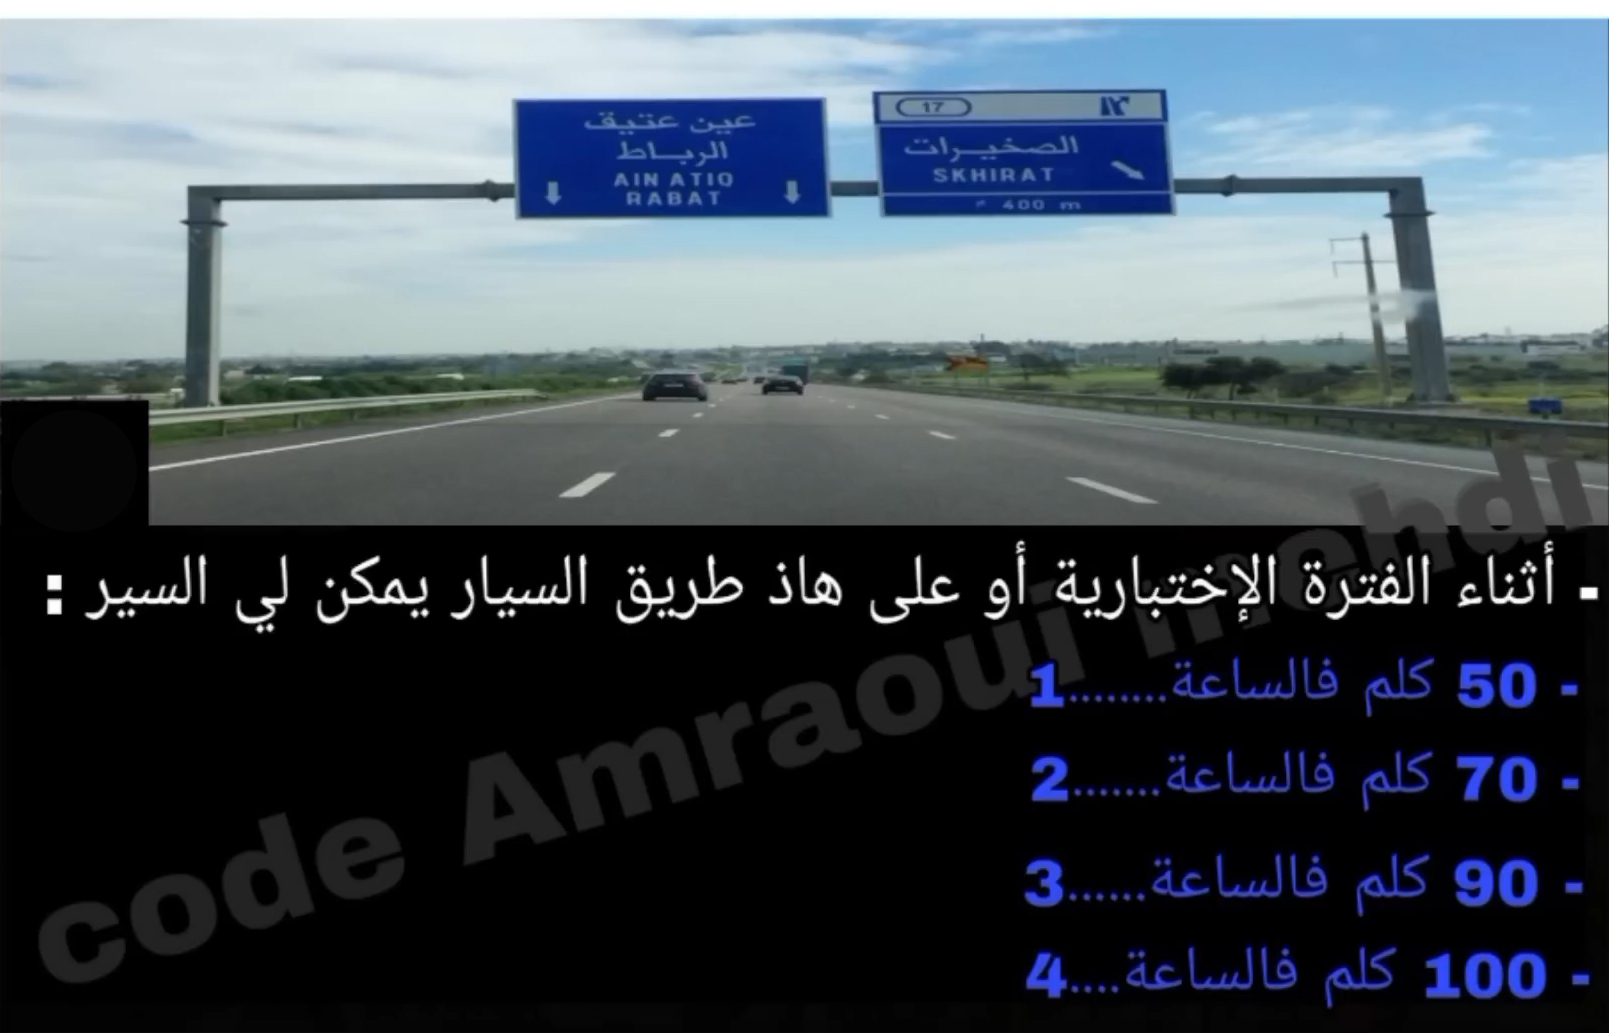 عين عتيق
الرباط
AIN ATIQ
RABAT
17
الصخيرات
SKHIRAT
400 m
- أثناء الفترة الإختبارية أو على هاذ طريق السيار يمكن لي السير :
- 50 كلم فالساعة........1
- 70 كلم فالساعة.......2
- 90 كلم فالساعة......3
- 100 كلم فالساعة....4
code Amraoui mehdi